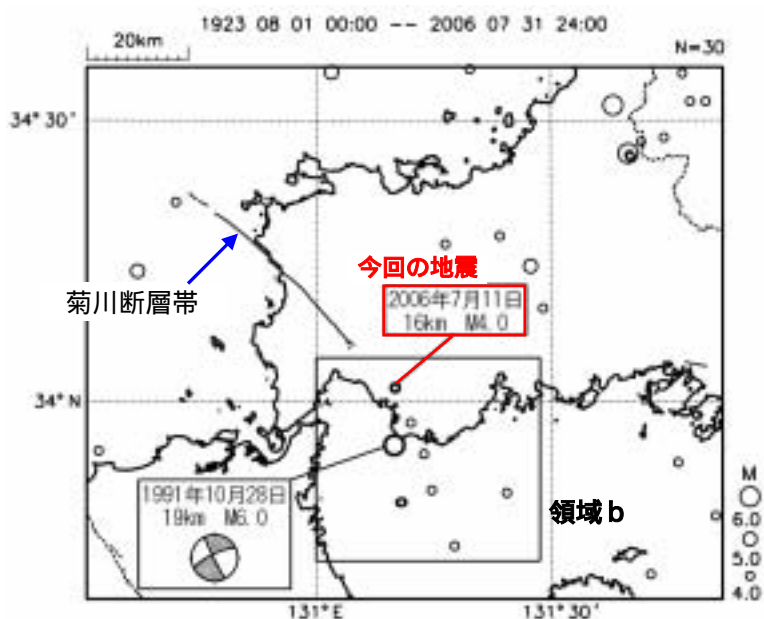 1923 08 01 00:00 -- 2006 07 31 24:00
20km
N=30
34° 30'
今回の地震
菊川断層帯
2006年7月11日
16km M4.0
34° N
1991年10月28日
19km M6.0
領域b
M
6.0
5.0
4.0
131° E
131° 30'